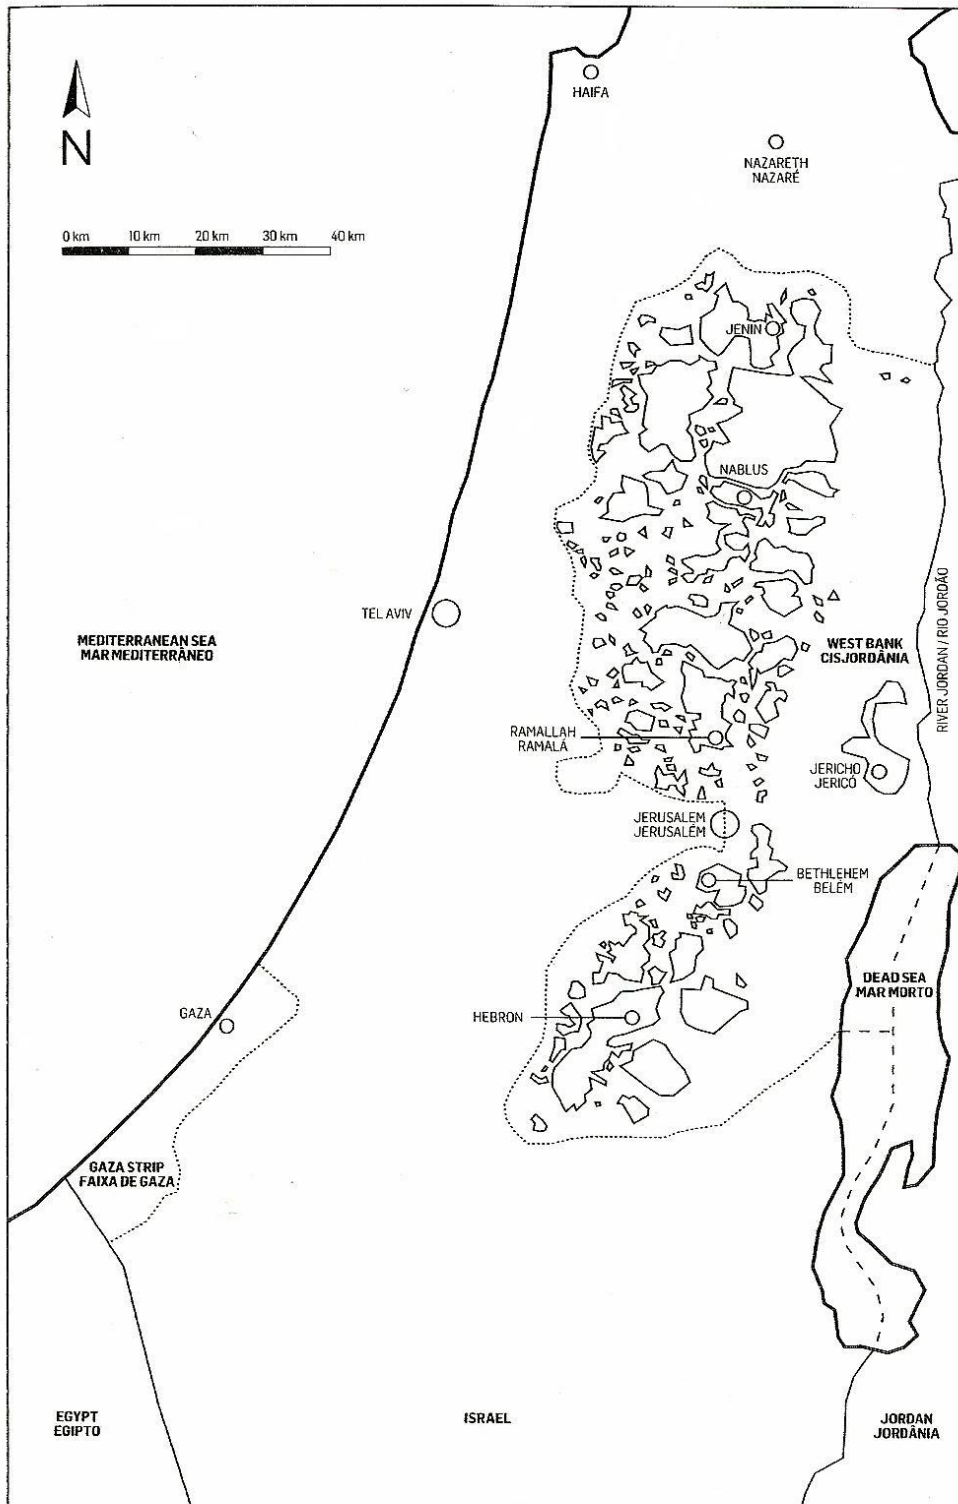 HAIFA
N
NAZARETH
NAZARÉ
0 km 10 km 20 km 30 km 40 km
JENIN
NABLUS
TEL AVIV
MEDITERRANEAN SEA
MAR MEDITERRÂNEO
WEST BANK
CISJORDÂNIA
RIVER JORDAN / RIO JORDÃO
RAMALLAH
RAMALÁ
JERICHO
JERICÓ
JERUSALEM
JERUSALÉM
BETHLEHEM
BELÉM
DEAD SEA
MAR MORTO
GAZA
HEBRON
GAZA STRIP
FAIXA DE GAZA
EGYPT
EGIPTO
ISRAEL
JORDAN
JORDÂNIA